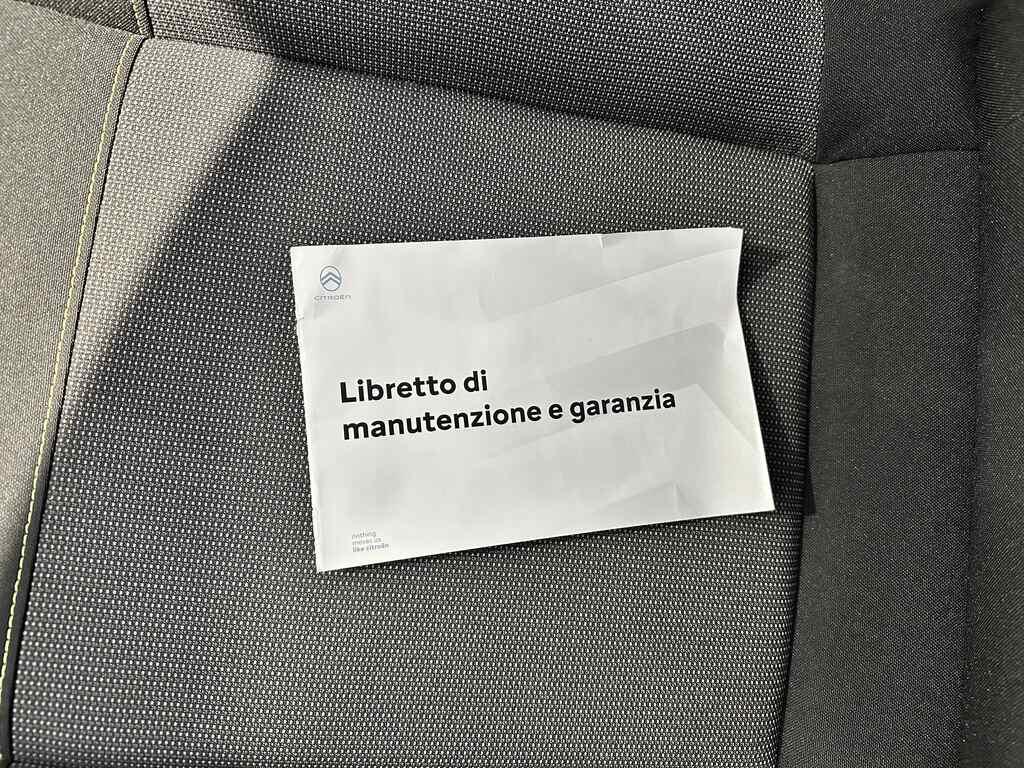 CITROËN
Libretto di
manutenzione e garanzia
nothing
moves us
like citroën